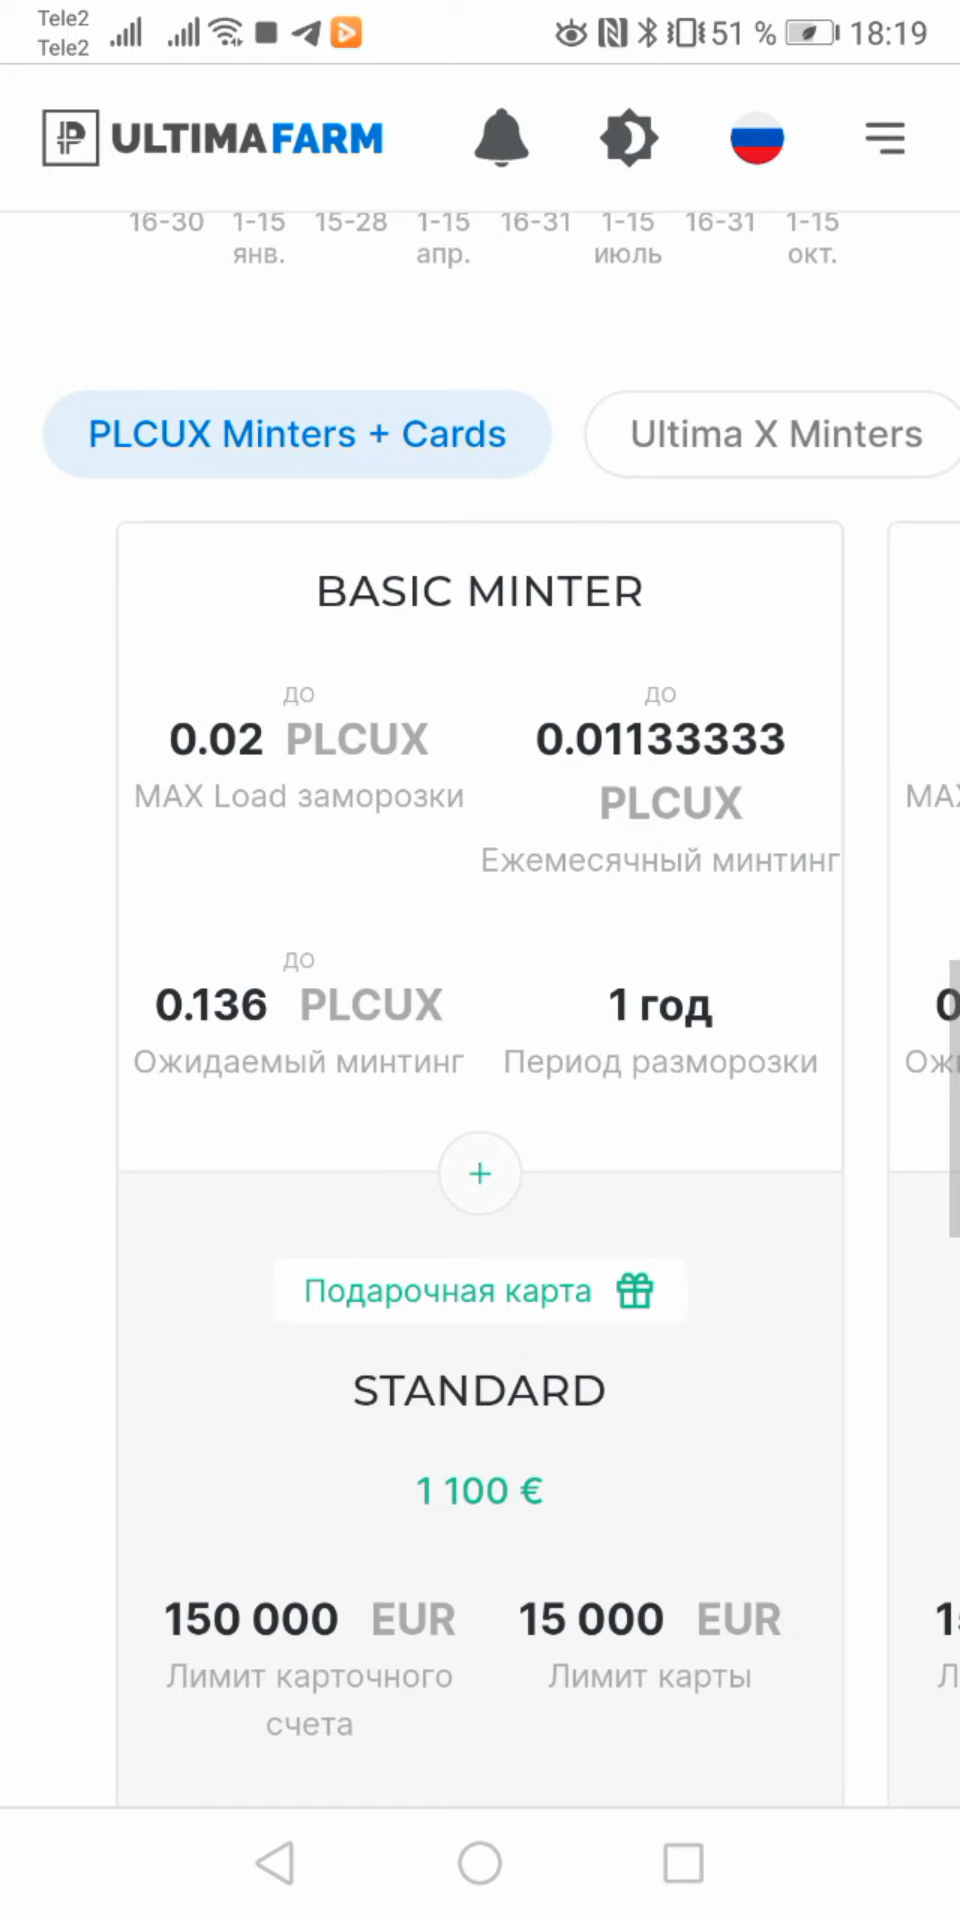 Tele2
Tele2
51 %
18:19
ULTIMAFARM
16-30 1-15 15-28 1-15 16-31 1-15 16-31 1-15
янв. апр. июль окт.
PLCUX Minters + Cards
Ultima X Minters
BASIC MINTER
до до
0.02 PLCUX 0.01133333
MAX Load заморозки PLCUX
Ежемесячный минтинг
до
0.136 PLCUX 1 год
Ожидаемый минтинг Период разморозки
+
Подарочная карта
STANDARD
1 100 €
150 000 EUR 15 000 EUR
Лимит карточного Лимит карты
счета